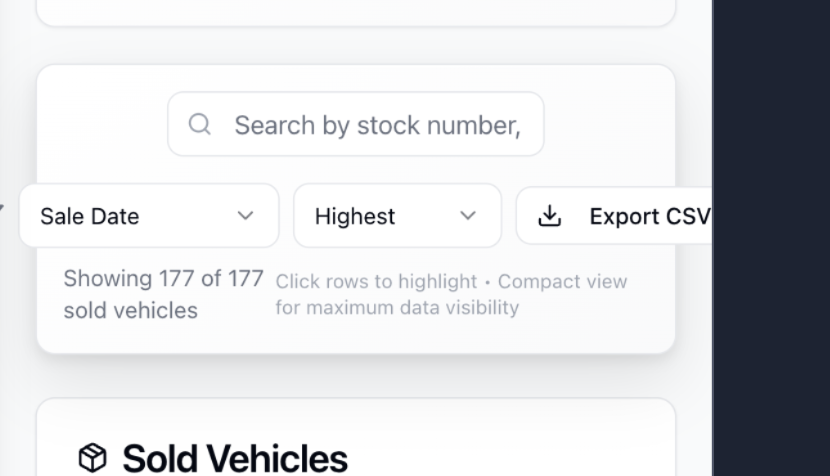 Search by stock number,
Sale Date
Highest
Export CSV
Showing 177 of 177
sold vehicles
Click rows to highlight • Compact view
for maximum data visibility
Sold Vehicles